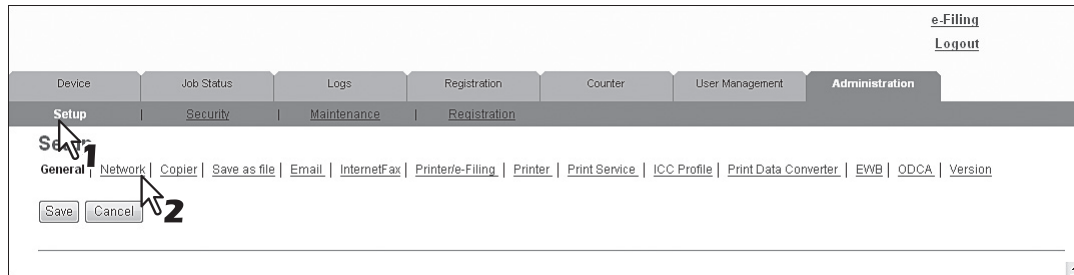 e-Filing
Logout
Device Job Status Logs Registration Counter User Management Administration
Setup | Security | Maintenance | Registration
Setup
1
General | Network | Copier | Save as file | Email | InternetFax | Printer/e-Filing | Printer | Print Service | ICC Profile | Print Data Converter | EWB | ODCA | Version
Save Cancel 2